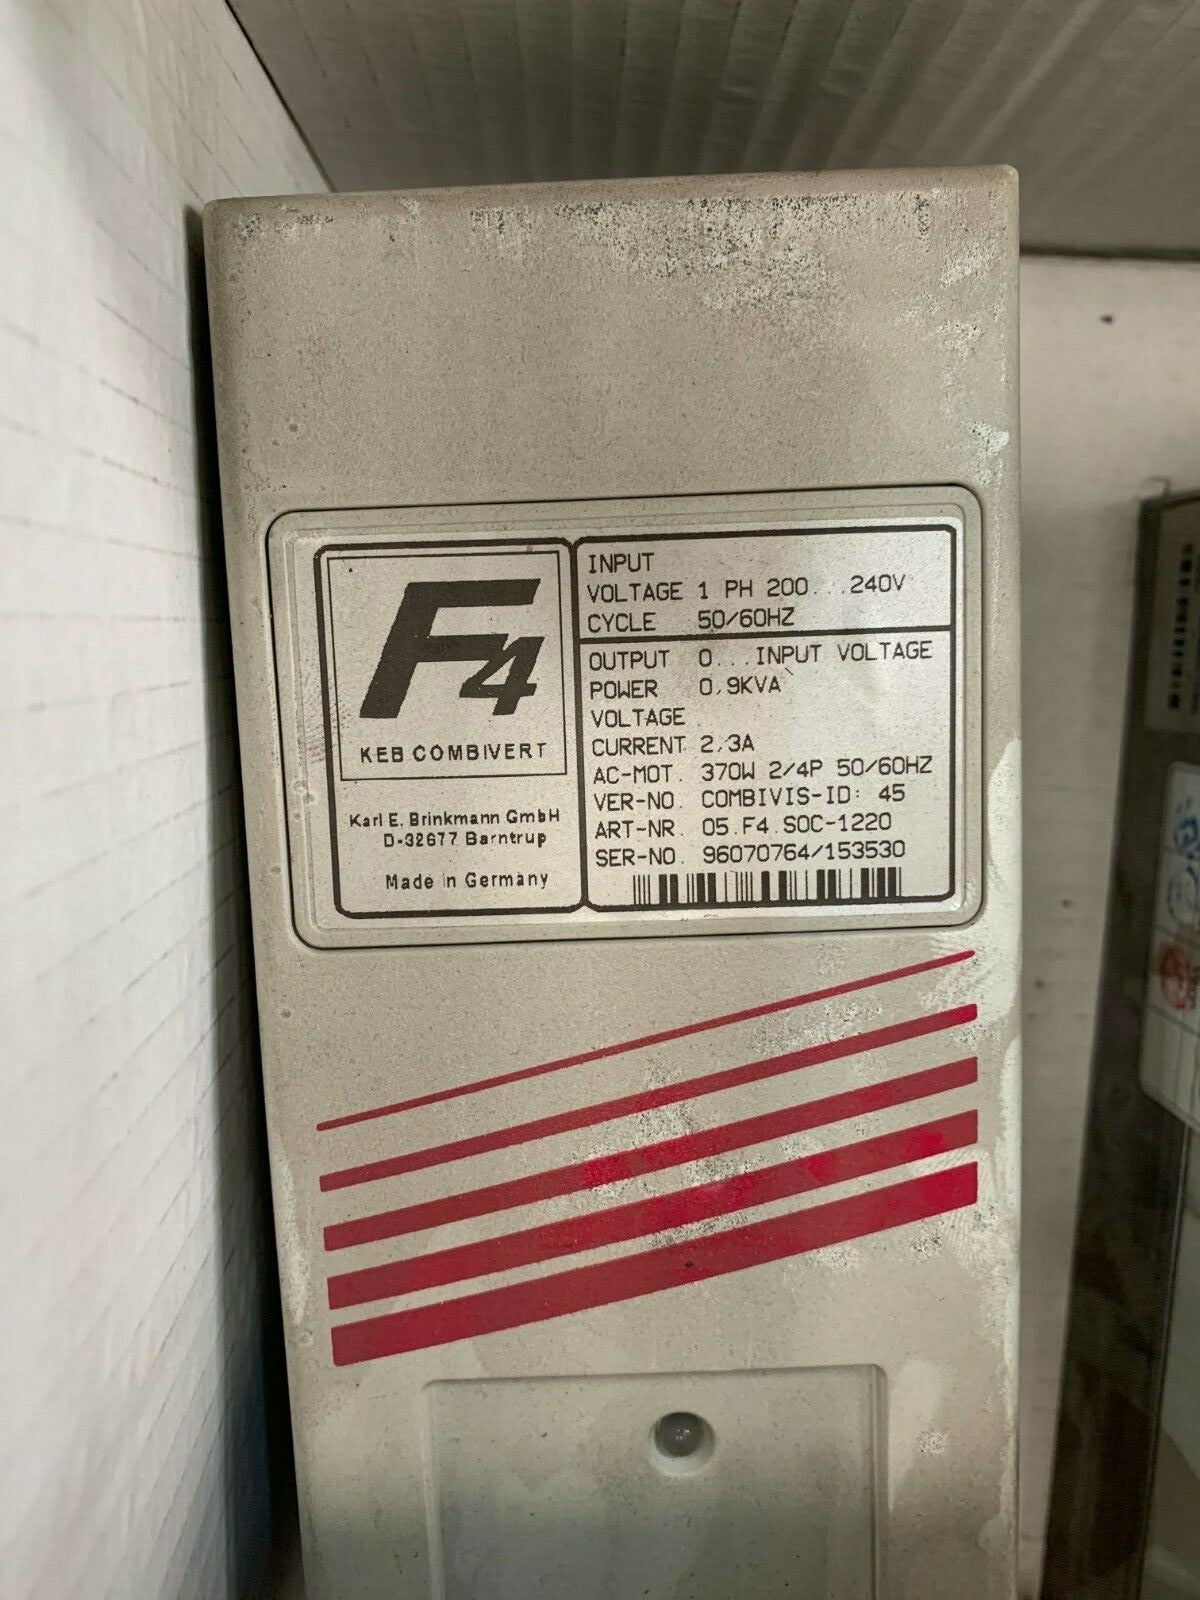 F4
KEB COMBIVERT
Karl E. Brinkmann GmbH
D-32677 Barntrup
Made in Germany
INPUT
VOLTAGE 1 PH 200...240V
CYCLE 50/60HZ
OUTPUT 0...INPUT VOLTAGE
POWER 0,9KVA
VOLTAGE
CURRENT 2,3A
AC-MOT. 370W 2/4P 50/60HZ
VER-NO. COMBIVIS-ID: 45
ART-NR. 05.F4.S0C-1220
SER-NO. 96070764/153530